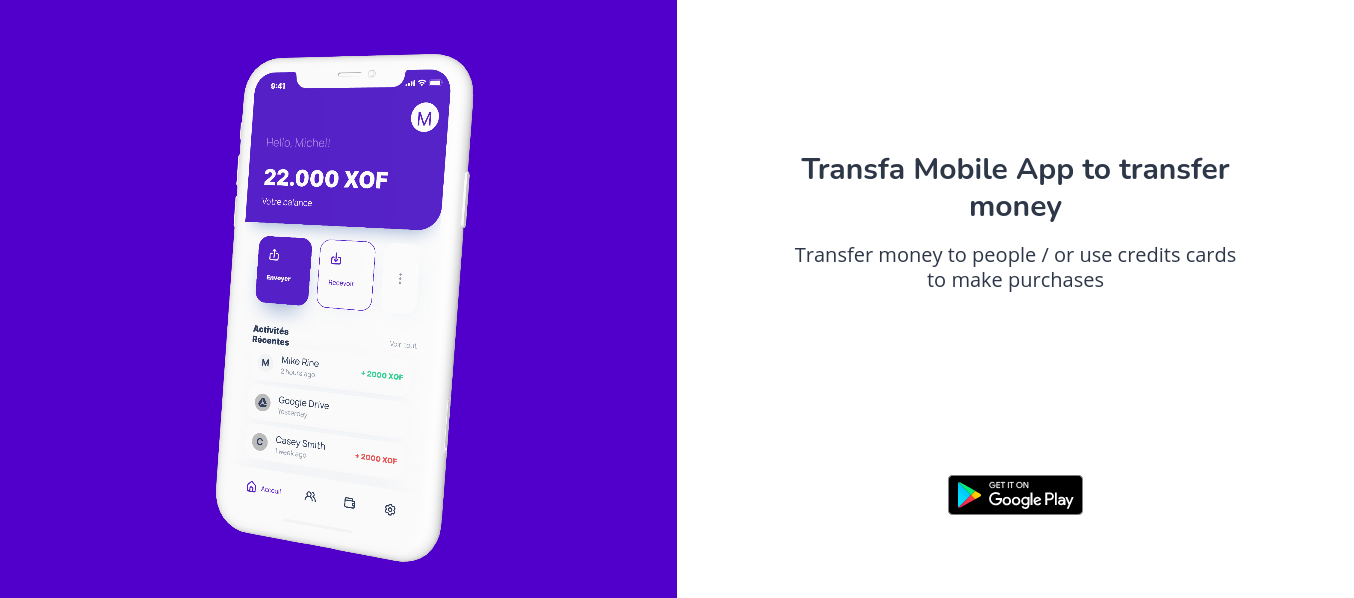 9:41
M
Hello, Michel!
22.000 XOF
Votre balance
Envoyer
Recevoir
Activités
Récentes
Voir tout
M
Mike Rine
2 hours ago
+ 2000 XOF
Google Drive
Yesterday
C
Casey Smith
1 week ago
+ 2000 XOF
Acceuil
Transfa Mobile App to transfer
money
Transfer money to people / or use credits cards
to make purchases
GET IT ON
Google Play